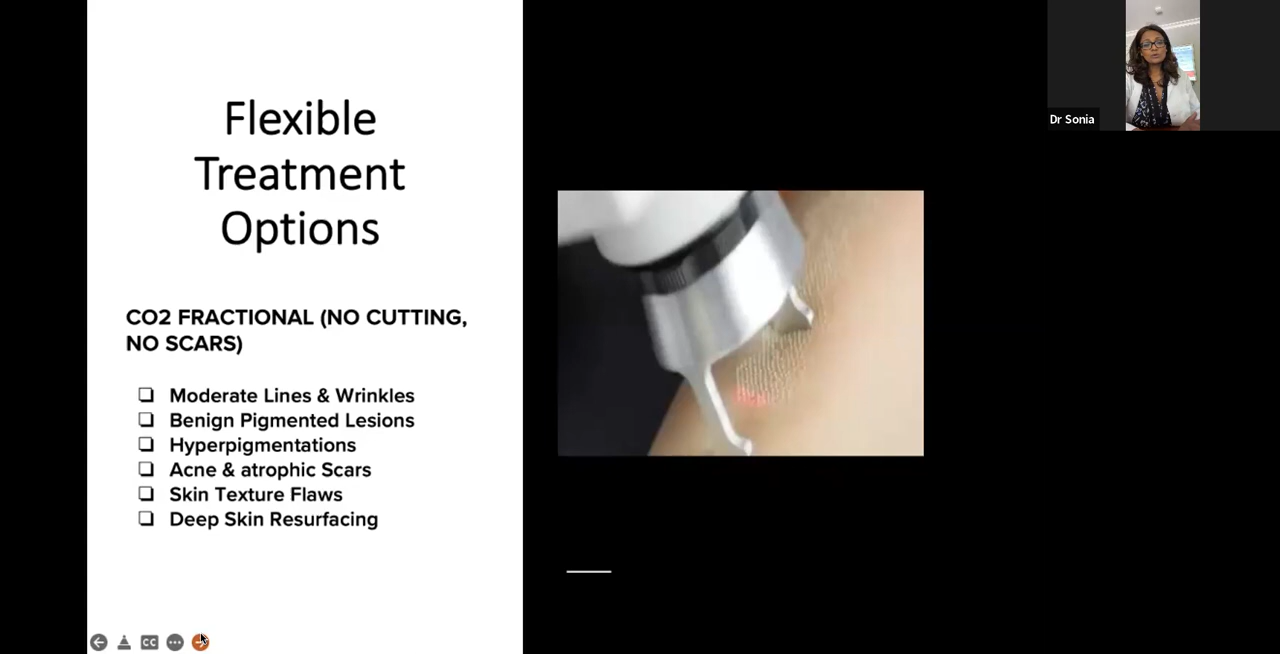 Flexible
Treatment
Options
CO2 FRACTIONAL (NO CUTTING,
NO SCARS)
❏ Moderate Lines & Wrinkles
❏ Benign Pigmented Lesions
❏ Hyperpigmentations
❏ Acne & atrophic Scars
❏ Skin Texture Flaws
❏ Deep Skin Resurfacing
CC
Dr Sonia